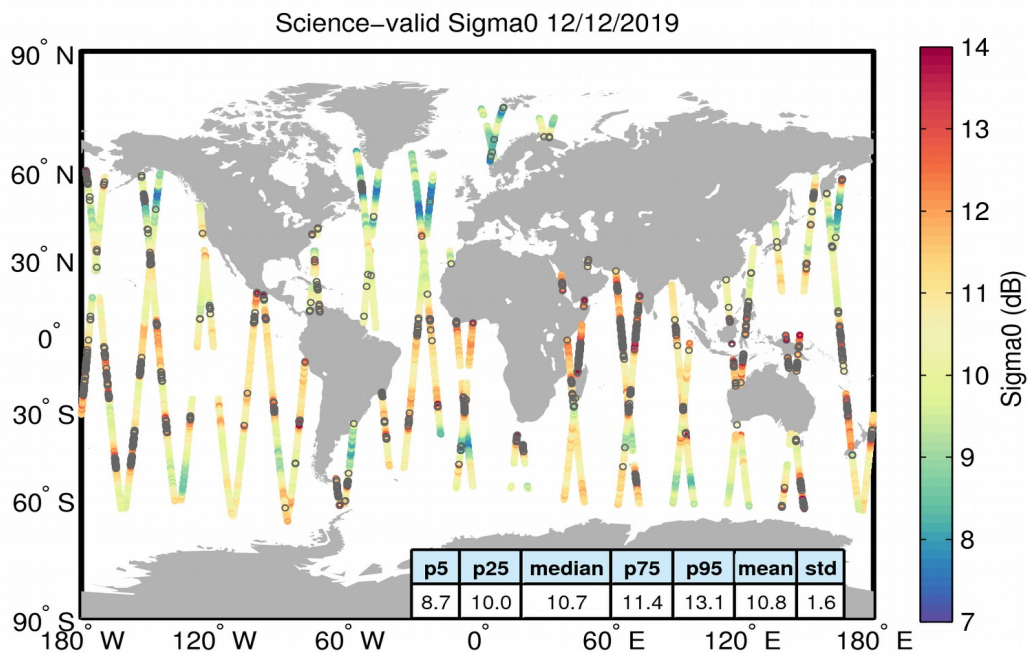 Science−valid Sigma0 12/12/2019
90° N
60° N
30° N
0°
30° S
60° S
90° S
180° W
120° W
60° W
0°
60° E
120° E
180° E
p5 p25 median p75 p95 mean std
8.7 10.0 10.7 11.4 13.1 10.8 1.6
14
13
12
11
10
9
8
7
Sigma0 (dB)